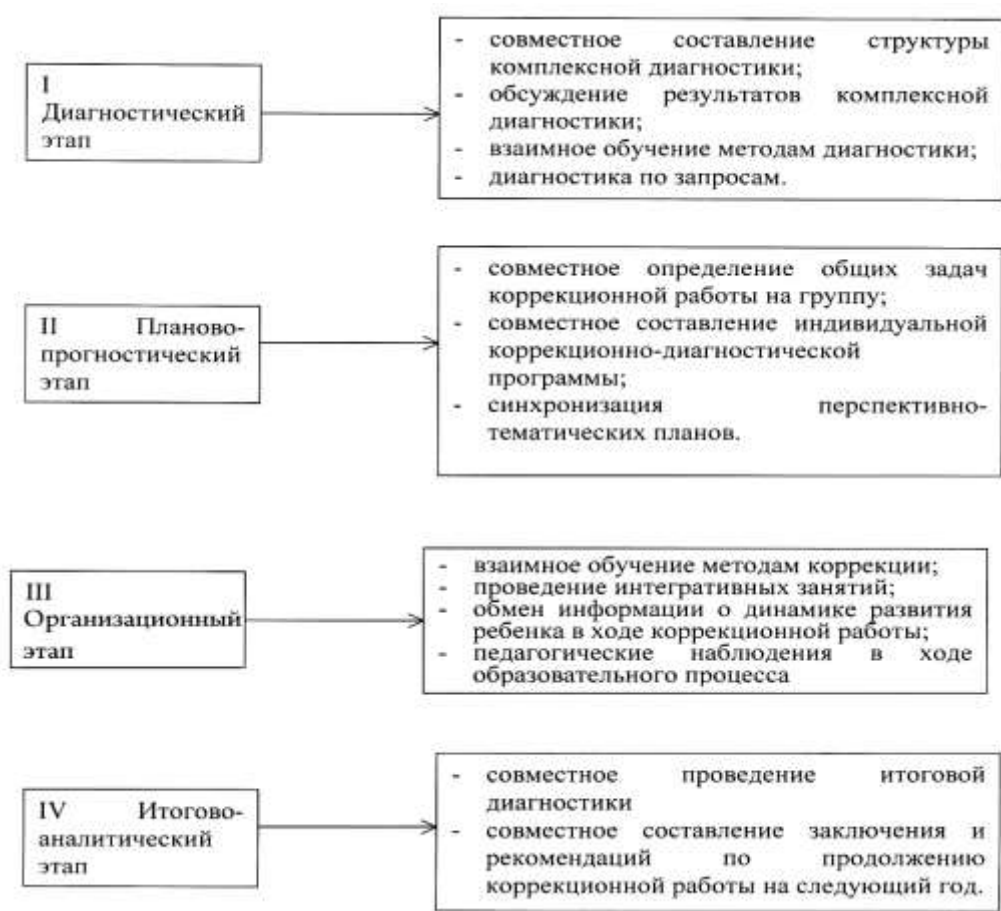 I
Диагностический
этап
- совместное составление структуры
комплексной диагностики;
- обсуждение результатов комплексной
диагностики;
- взаимное обучение методам диагностики;
- диагностика по запросам.
II Планово-
прогностический
этап
- совместное определение общих задач
коррекционной работы на группу;
- совместное составление индивидуальной
коррекционно-диагностической
программы;
- синхронизация перспективно-
тематических планов.
III
Организационный
этап
- взаимное обучение методам коррекции;
- проведение интегративных занятий;
- обмен информации о динамике развития
ребенка в ходе коррекционной работы;
- педагогические наблюдения в ходе
образовательного процесса
IV Итогово-
аналитический
этап
- совместное проведение итоговой
диагностики
- совместное составление заключения и
рекомендаций по продолжению
коррекционной работы на следующий год.